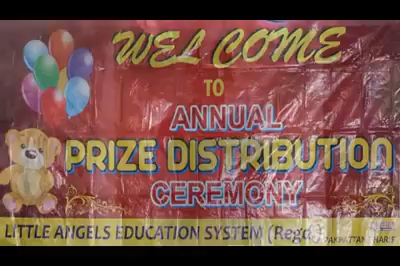 WEL COME
TO
ANNUAL
PRIZE DISTRIBUTION
CEREMONY
LITTLE ANGELS EDUCATION SYSTEM (Regd.)